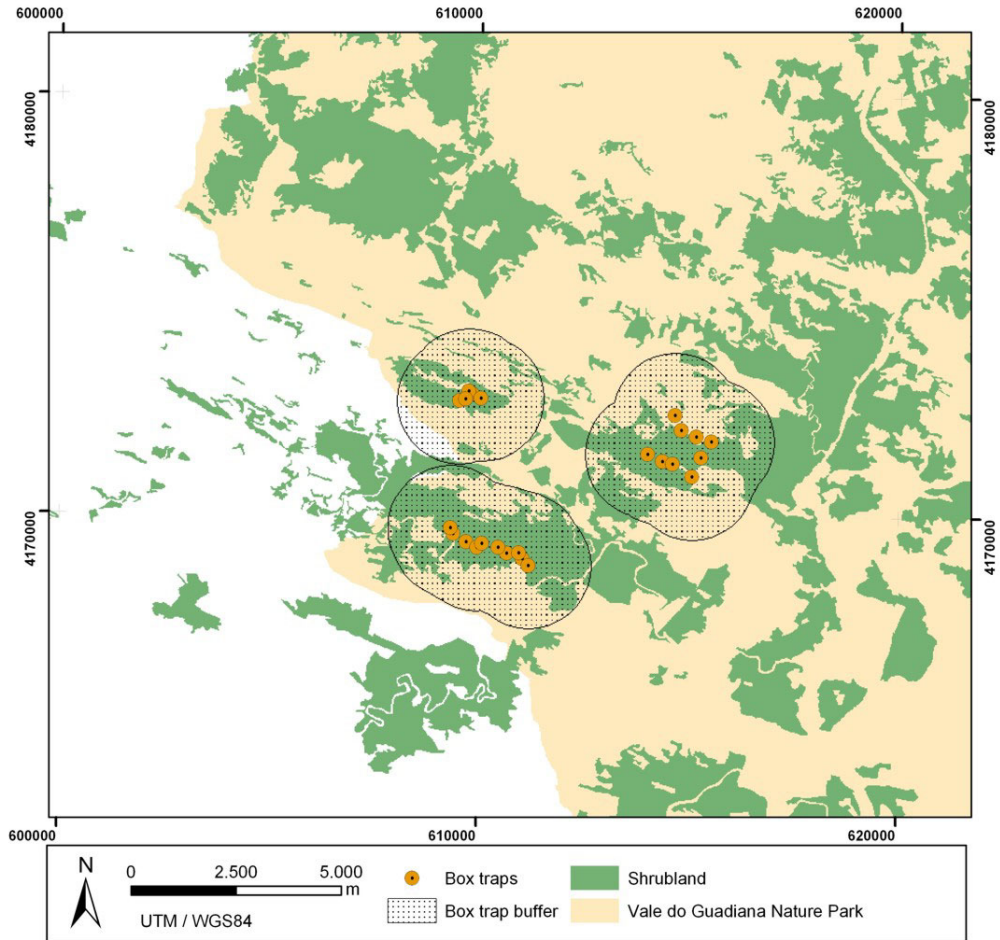 600000 610000 620000
4180000 4180000
4170000 4170000
600000 610000 620000
N
0 2.500 5.000
m
UTM / WGS84
Box traps
Box trap buffer
Shrubland
Vale do Guadiana Nature Park